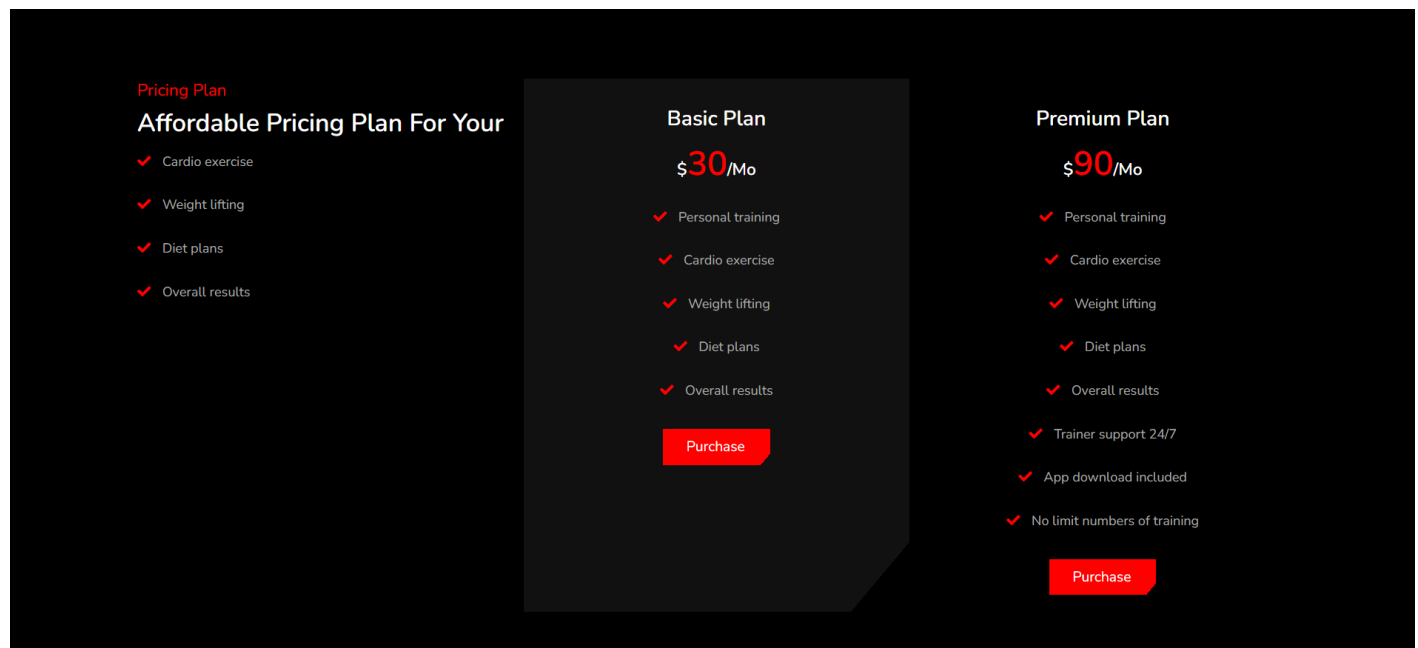 Pricing Plan
Affordable Pricing Plan For Your
Cardio exercise
Weight lifting
Diet plans
Overall results
Basic Plan
$30/Mo
Personal training
Cardio exercise
Weight lifting
Diet plans
Overall results
Purchase
Premium Plan
$90/Mo
Personal training
Cardio exercise
Weight lifting
Diet plans
Overall results
Trainer support 24/7
App download included
No limit numbers of training
Purchase